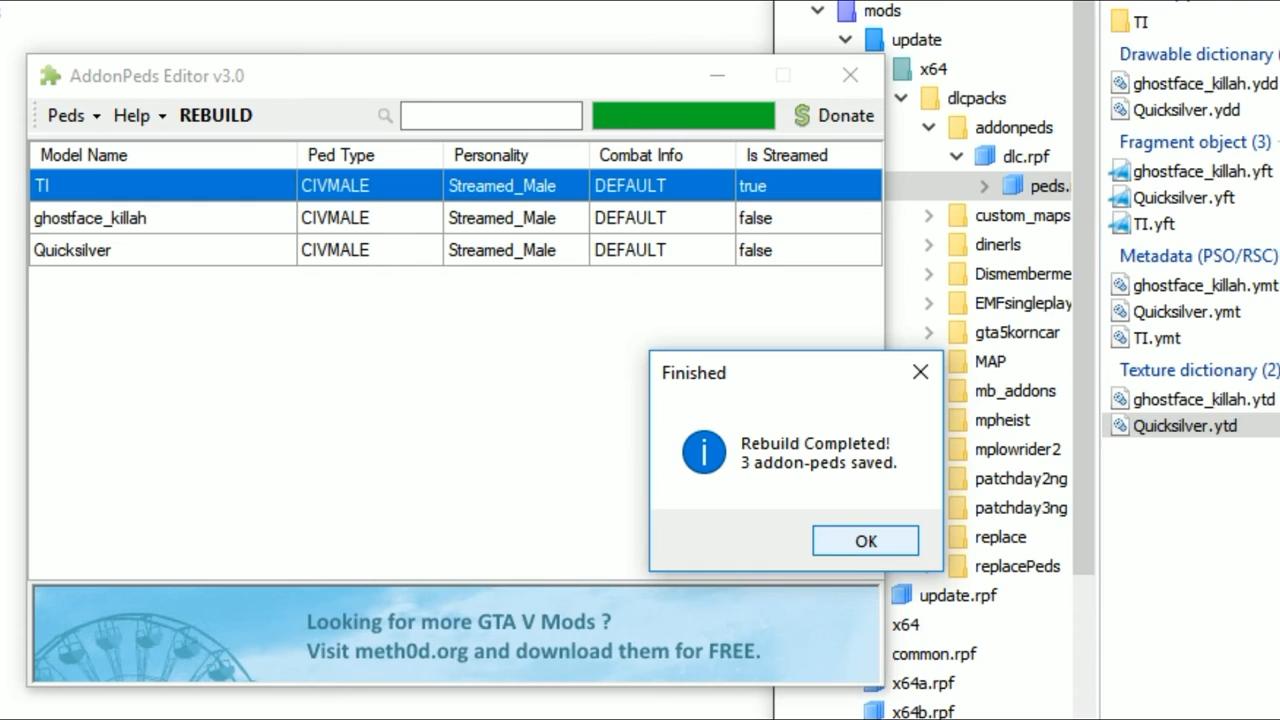 AddonPeds Editor v3.0
Peds Help REBUILD Donate
Model Name Ped Type Personality Combat Info Is Streamed
TI CIVMALE Streamed_Male DEFAULT true
ghostface_killah CIVMALE Streamed_Male DEFAULT false
Quicksilver CIVMALE Streamed_Male DEFAULT false
Finished
Rebuild Completed!
3 addon-peds saved.
OK
Looking for more GTA V Mods ?
Visit meth0d.org and download them for FREE.
mods
update
x64
dlcpacks
addonpeds
dlc.rpf
peds.
custom_maps
dinerls
Dismemberme
EMFsingleplay
gta5korncar
MAP
mb_addons
mpheist
mplowrider2
patchday2ng
patchday3ng
replace
replacePeds
update.rpf
x64
common.rpf
x64a.rpf
x64b.rpf
TI
Drawable dictionary (
ghostface_killah.ydd
Quicksilver.ydd
Fragment object (3)
ghostface_killah.yft
Quicksilver.yft
TI.yft
Metadata (PSO/RSC)
ghostface_killah.ymt
Quicksilver.ymt
TI.ymt
Texture dictionary (2)
ghostface_killah.ytd
Quicksilver.ytd